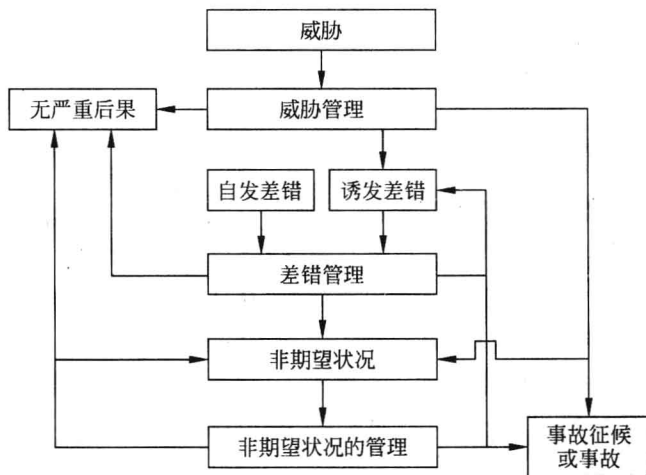 威胁
无严重后果
威胁管理
自发差错
诱发差错
差错管理
非期望状况
非期望状况的管理
事故征候
或事故